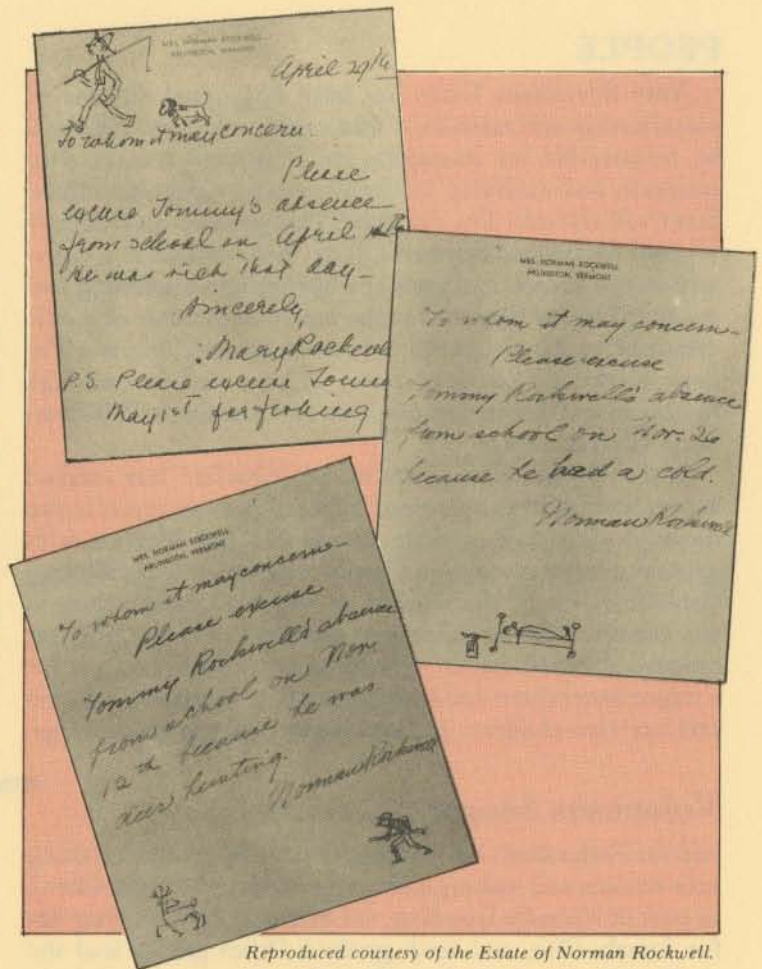 MRS. NORMAN ROCKWELL
ARLINGTON, VERMONT
April 29th
To whom it may concern
Please
excuse Tommy's absence
from school on April
he was sick that day-
Sincerely,
Mary Rockwell
P.S. Please excuse Tommy
May 1st for fishing
MRS. NORMAN ROCKWELL
ARLINGTON, VERMONT
To whom it may concern-
Please excuse
Tommy Rockwell's absence
from school on Nov. 26
because he had a cold.
Norman Rockwell
MRS. NORMAN ROCKWELL
ARLINGTON, VERMONT
To whom it may concern-
Please excuse
Tommy Rockwell's absence
from school on Nov.
12th because he was
deer hunting.
Norman Rockwell
Reproduced courtesy of the Estate of Norman Rockwell.